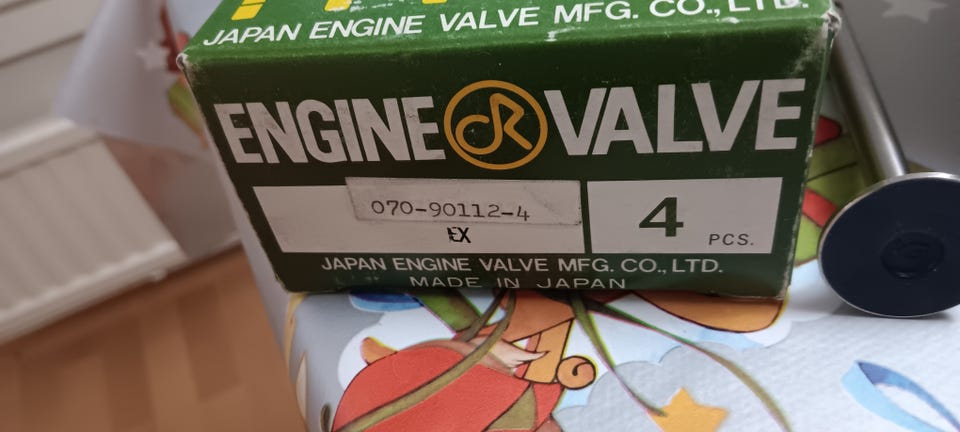 JAPAN ENGINE VALVE MFG. CO., LTD.
ENGINE VALVE
070-90112-4
EX
4 PCS.
JAPAN ENGINE VALVE MFG. CO., LTD.
MADE IN JAPAN